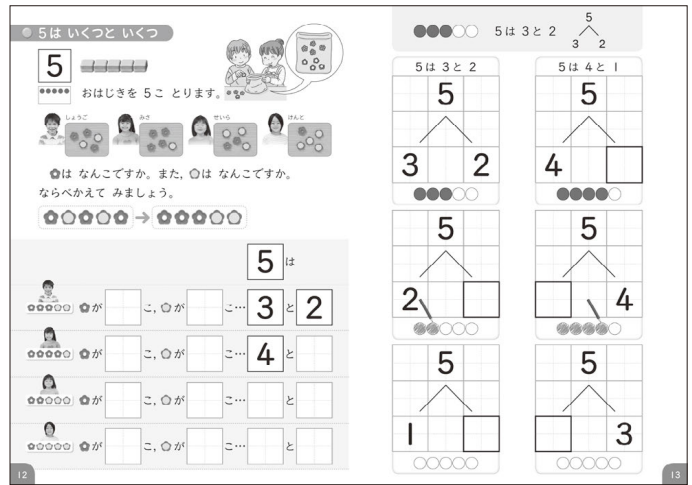 5は いくつと いくつ
5
おはじきを 5こ とります。
しょうご
みさ
せいら
けんと
は なんこですか。また、は なんこですか。
ならべかえて みましょう。
5は
が こ, が こ…3と2
が こ, が こ…4と
が こ, が こ… と
が こ, が こ… と
12
5は 3と 2
5
3 2
5は 3と 2
5
3 2
5は 4と 1
5
4
5
2
5
4
5
1
5
3
13